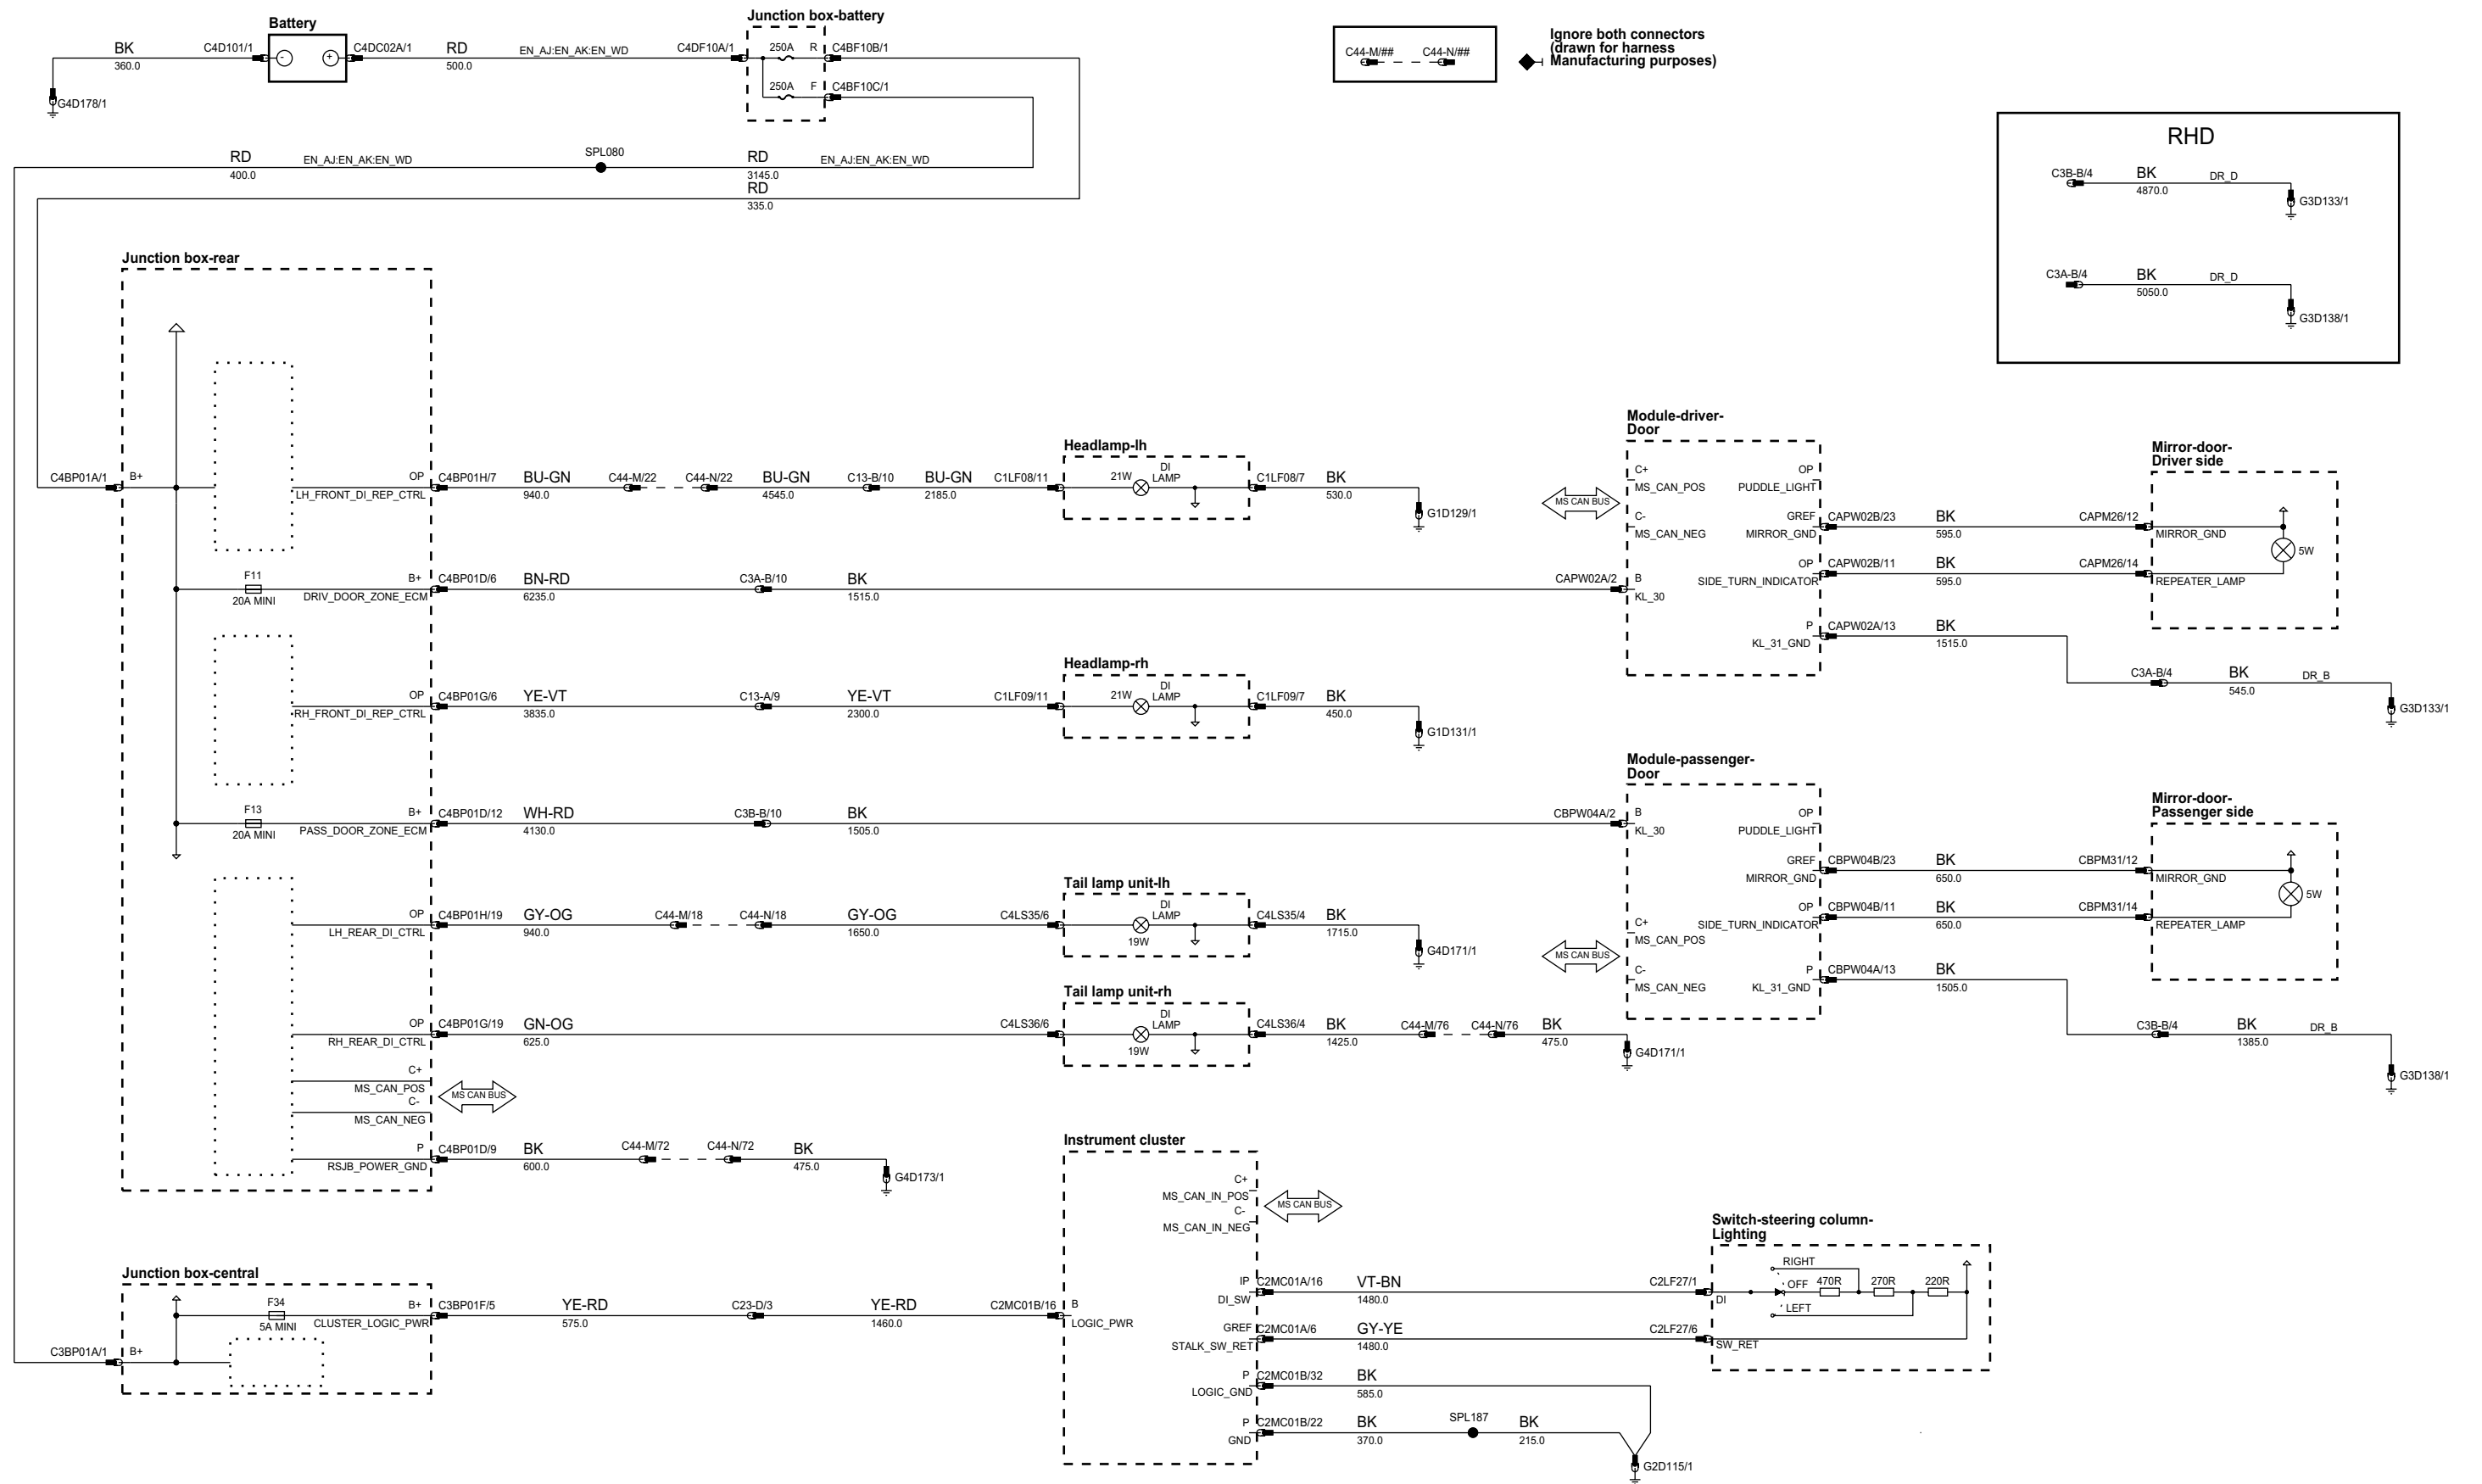 Battery
Junction box-battery
BK
C4D101/1
-
+
C4DC02A/1
RD
EN_AJ:EN_AK:EN_WD
C4DF10A/1
250A
R
C4BF10B/1
360.0
500.0
250A
F
C4BF10C/1
G4D178/1
C44-M/##
C44-N/##
Ignore both connectors
(drawn for harness
Manufacturing purposes)
RD
EN_AJ:EN_AK:EN_WD
SPL080
RD
EN_AJ:EN_AK:EN_WD
400.0
3145.0
RD
335.0
RHD
C3B-B/4
BK
DR_D
4870.0
G3D133/1
C3A-B/4
BK
DR_D
5050.0
G3D138/1
Junction box-rear
C4BP01A/1
B+
OP
C4BP01H/7
BU-GN
C44-M/22
C44-N/22
BU-GN
C13-B/10
BU-GN
C1LF08/11
LH_FRONT_DI_REP_CTRL
940.0
4545.0
2185.0
Headlamp-lh
21W
DI
LAMP
C1LF08/7
BK
530.0
G1D129/1
F11
20A MINI
B+
C4BP01D/6
BN-RD
C3A-B/10
BK
CAPW02A/2
DRIV_DOOR_ZONE_ECM
6235.0
1515.0
OP
C4BP01G/6
YE-VT
C13-A/9
YE-VT
C1LF09/11
RH_FRONT_DI_REP_CTRL
3835.0
2300.0
Headlamp-rh
21W
DI
LAMP
C1LF09/7
BK
450.0
G1D131/1
F13
20A MINI
B+
C4BP01D/12
WH-RD
C3B-B/10
BK
CBPW04A/2
PASS_DOOR_ZONE_ECM
4130.0
1505.0
OP
C4BP01H/19
GY-OG
C44-M/18
C44-N/18
GY-OG
C4LS35/6
LH_REAR_DI_CTRL
940.0
1650.0
Tail lamp unit-lh
DI
LAMP
19W
C4LS35/4
BK
1715.0
G4D171/1
OP
C4BP01G/19
GN-OG
C4LS36/6
RH_REAR_DI_CTRL
625.0
Tail lamp unit-rh
DI
LAMP
19W
C4LS36/4
BK
C44-M/76
C44-N/76
BK
1425.0
475.0
G4D171/1
C+
MS_CAN_POS
C-
MS_CAN_NEG
MS CAN BUS
P
C4BP01D/9
BK
C44-M/72
C44-N/72
BK
RSJB_POWER_GND
600.0
475.0
G4D173/1
Module-driver-
Door
MS CAN BUS
C+
MS_CAN_POS
C-
MS_CAN_NEG
B
KL_30
OP
PUDDLE_LIGHT
GREF
MIRROR_GND
OP
SIDE_TURN_INDICATOR
P
KL_31_GND
CAPW02B/23
BK
CAPM26/12
595.0
CAPW02B/11
BK
CAPM26/14
595.0
CAPW02A/13
BK
1515.0
C3A-B/4
BK
DR_B
545.0
G3D133/1
Mirror-door-
Driver side
MIRROR_GND
5W
REPEATER_LAMP
Module-passenger-
Door
B
KL_30
OP
PUDDLE_LIGHT
GREF
MIRROR_GND
OP
SIDE_TURN_INDICATOR
C+
MS_CAN_POS
MS CAN BUS
C-
MS_CAN_NEG
P
KL_31_GND
CBPW04B/23
BK
CBPM31/12
650.0
CBPW04B/11
BK
CBPM31/14
650.0
CBPW04A/13
BK
1505.0
C3B-B/4
BK
DR_B
1385.0
G3D138/1
Mirror-door-
Passenger side
MIRROR_GND
5W
REPEATER_LAMP
Junction box-central
F34
5A MINI
B+
C3BP01F/5
YE-RD
C23-D/3
YE-RD
C2MC01B/16
CLUSTER_LOGIC_PWR
575.0
1460.0
C3BP01A/1
B+
Instrument cluster
C+
MS_CAN_IN_POS
C-
MS_CAN_IN_NEG
MS CAN BUS
B
LOGIC_PWR
IP
DI_SW
C2MC01A/16
VT-BN
C2LF27/1
1480.0
GREF
STALK_SW_RET
C2MC01A/6
GY-YE
C2LF27/6
1480.0
P
LOGIC_GND
C2MC01B/32
BK
585.0
P
GND
C2MC01B/22
BK
SPL187
BK
370.0
215.0
G2D115/1
Switch-steering column-
Lighting
RIGHT
OFF
470R
270R
220R
DI
LEFT
SW_RET